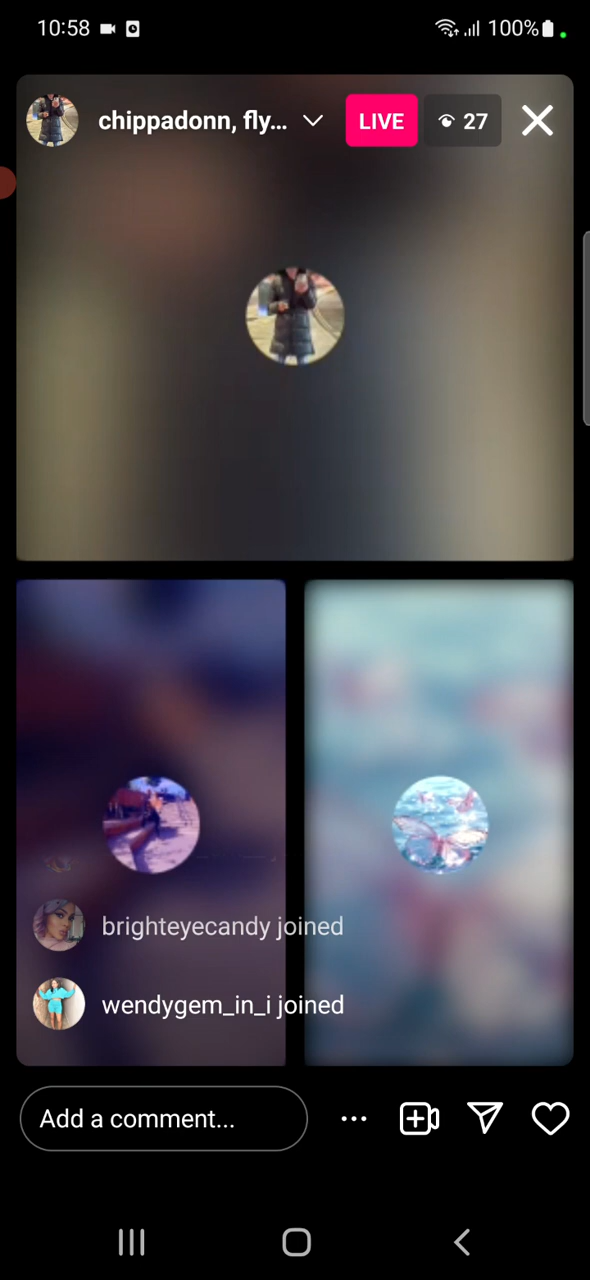 10:58
100%
chippadonn, fly...
LIVE
27
brighteyecandy joined
wendygem_in_i joined
Add a comment...